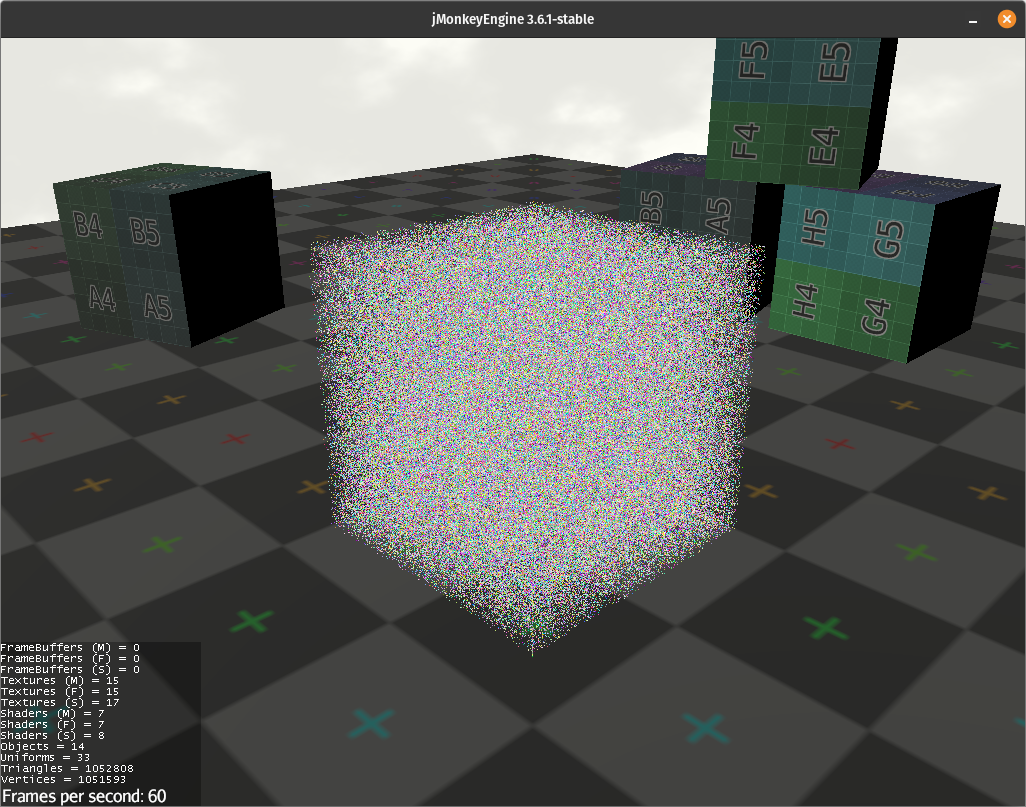 jMonkeyEngine 3.6.1-stable
F5 E5
F4 E4
B4 B5
A4 A5
B5 A5
H5 G5
H4 G4
FrameBuffers (M) = 0
FrameBuffers (F) = 0
FrameBuffers (S) = 0
Textures (M) = 15
Textures (F) = 15
Textures (S) = 17
Shaders (M) = 7
Shaders (F) = 7
Shaders (S) = 8
Objects = 14
Uniforms = 33
Triangles = 1052808
Vertices = 1051593
Frames per second: 60